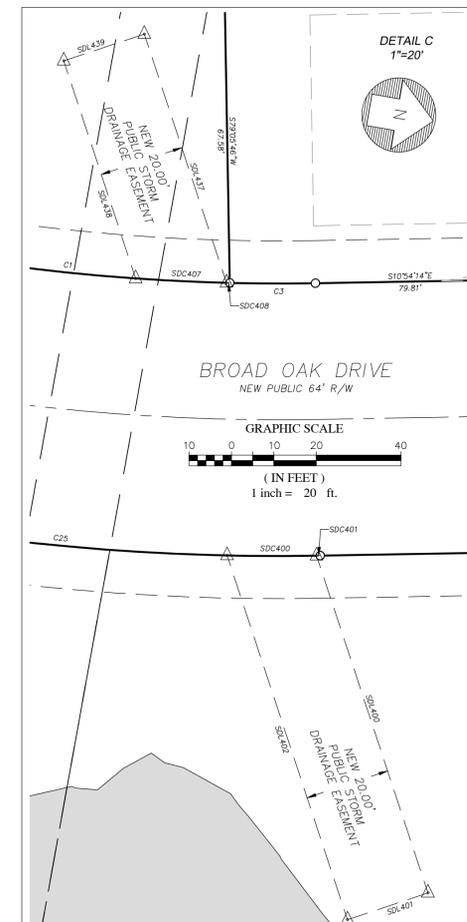 SDL439
DETAIL C
1"=20'
N
NEW 20.00'
PUBLIC STORM
DRAINAGE EASEMENT
SDL437
SDL438
S79°05'46"W
67.58'
C1
SDC407
SDC408
C3
S10°54'14"E
79.81'
BROAD OAK DRIVE
NEW PUBLIC 64' R/W
GRAPHIC SCALE
10 0 10 20 40
( IN FEET )
1 inch = 20 ft.
C25
SDC400
SDC401
SDL400
SDL402
NEW 20.00'
PUBLIC STORM
DRAINAGE EASEMENT
SDL401